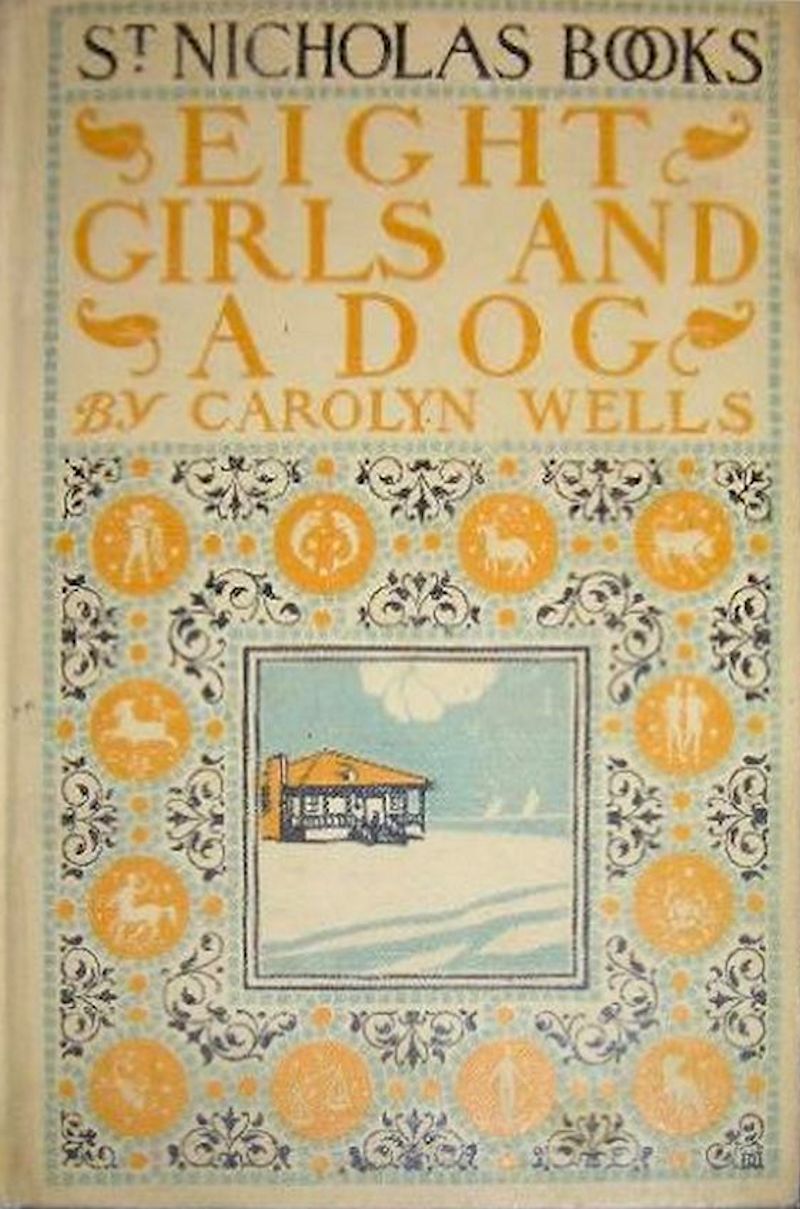 ST NICHOLAS BOOKS
EIGHT
GIRLS AND
A DOG
BY CAROLYN WELLS